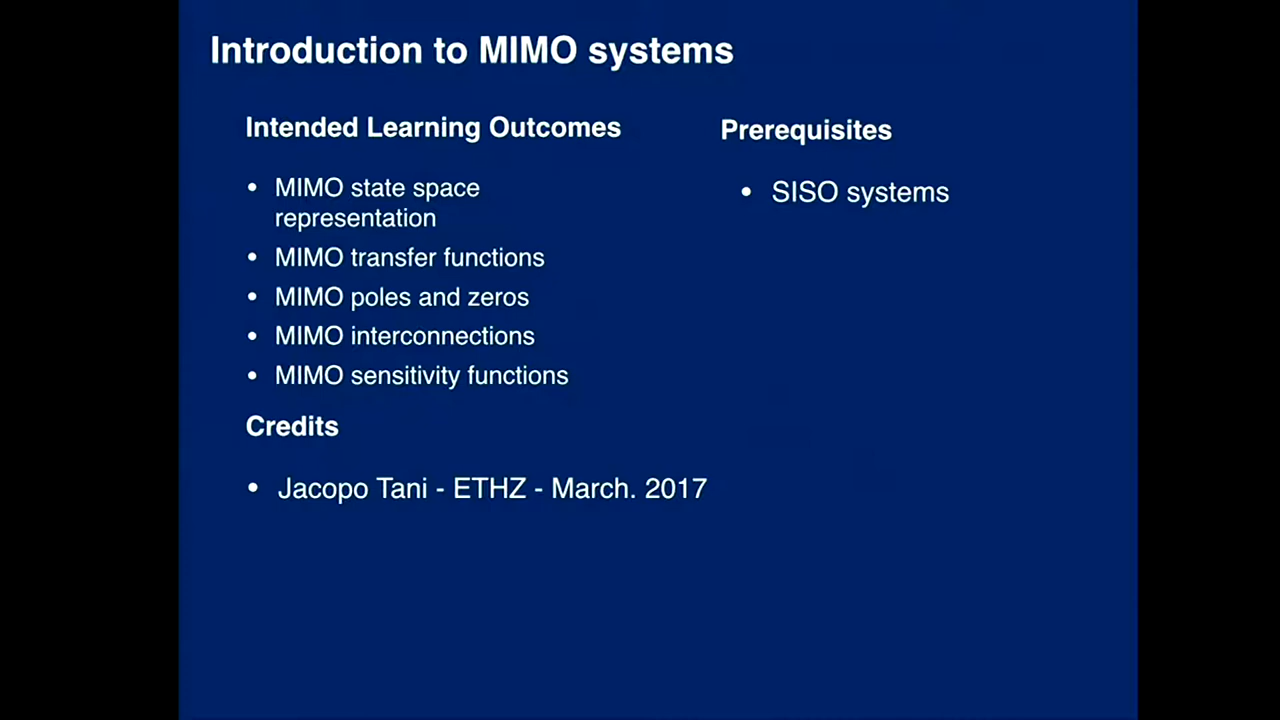 Introduction to MIMO systems
Intended Learning Outcomes
• MIMO state space
representation
• MIMO transfer functions
• MIMO poles and zeros
• MIMO interconnections
• MIMO sensitivity functions
Credits
• Jacopo Tani - ETHZ - March. 2017
Prerequisites
• SISO systems